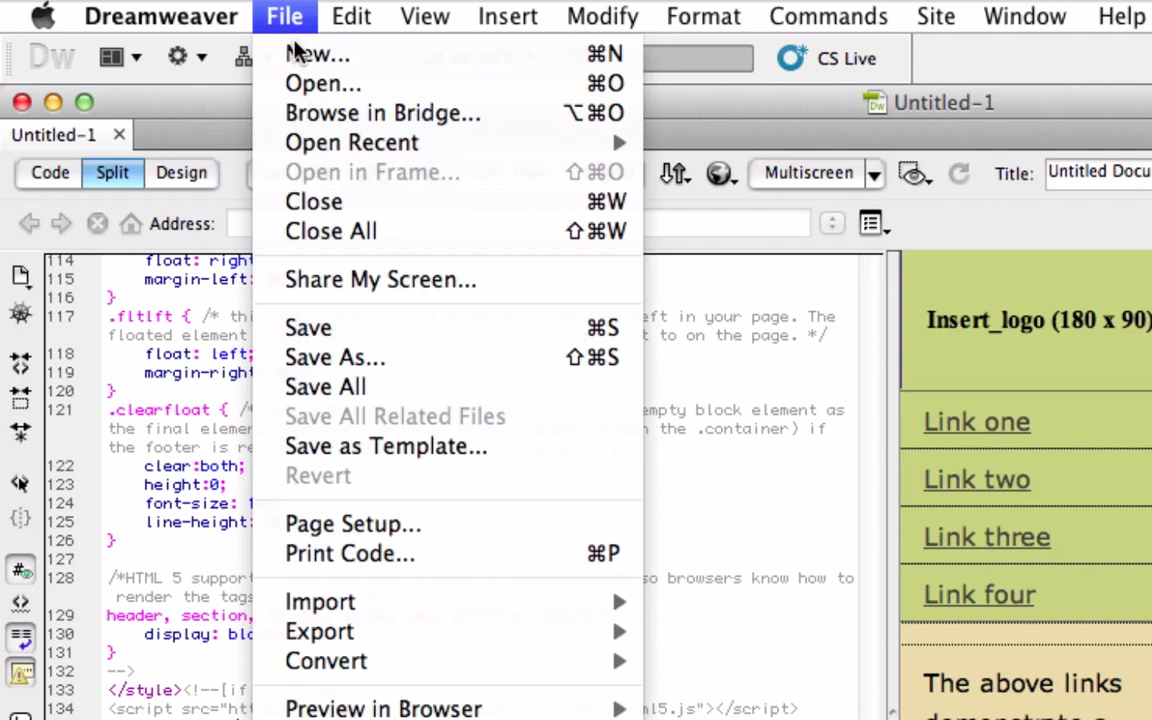 Dreamweaver File Edit View Insert Modify Format Commands Site Window Help
Dw CS Live
Untitled-1
Untitled-1 ×
Code Split Design Multiscreen Title: Untitled Docu
Address:
New... ⌘N
Open... ⌘O
Browse in Bridge... ⌥⌘O
Open Recent
Open in Frame... ⇧⌘O
Close ⌘W
Close All ⇧⌘W
Share My Screen...
Save ⌘S
Save As... ⇧⌘S
Save All
Save All Related Files
Save as Template...
Revert
Page Setup...
Print Code... ⌘P
Import
Export
Convert
Preview in Browser
114 float: right
115 margin-left:
116 }
117 .fltlft { /* this eft in your page. The
floated element t to on the page. */
118 float: left;
119 margin-right
120 }
121 .clearfloat { /* empty block element as
the final elemen the .container) if
the footer is re
122 clear:both;
123 height:0;
124 font-size: 1
125 line-height:
126 }
127
128 /*HTML 5 support so browsers know how to
render the tags
129 header, section,
130 display: blo
131 }
132 -->
133 </style><!--[if
134 <script src="htt ml5.js"></script>
Insert_logo (180 x 90)
Link one
Link two
Link three
Link four
The above links